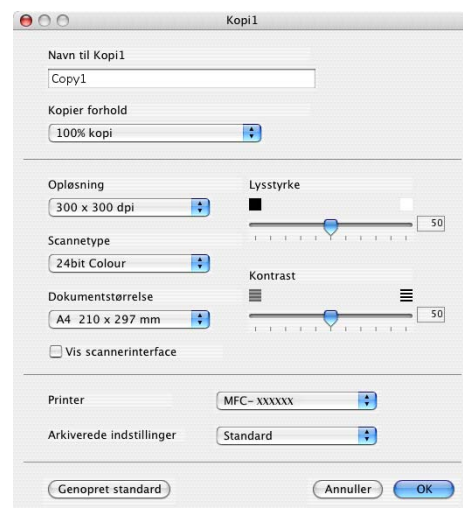 Kopi1
Navn til Kopi1
Copy1
Kopier forhold
100% kopi
Opløsning
300 x 300 dpi
Lysstyrke
50
Scannetype
24bit Colour
Kontrast
50
Dokumentstørrelse
A4 210 x 297 mm
Vis scannerinterface
Printer
MFC- xxxxxx
Arkiverede indstillinger
Standard
Genopret standard
Annuller
OK